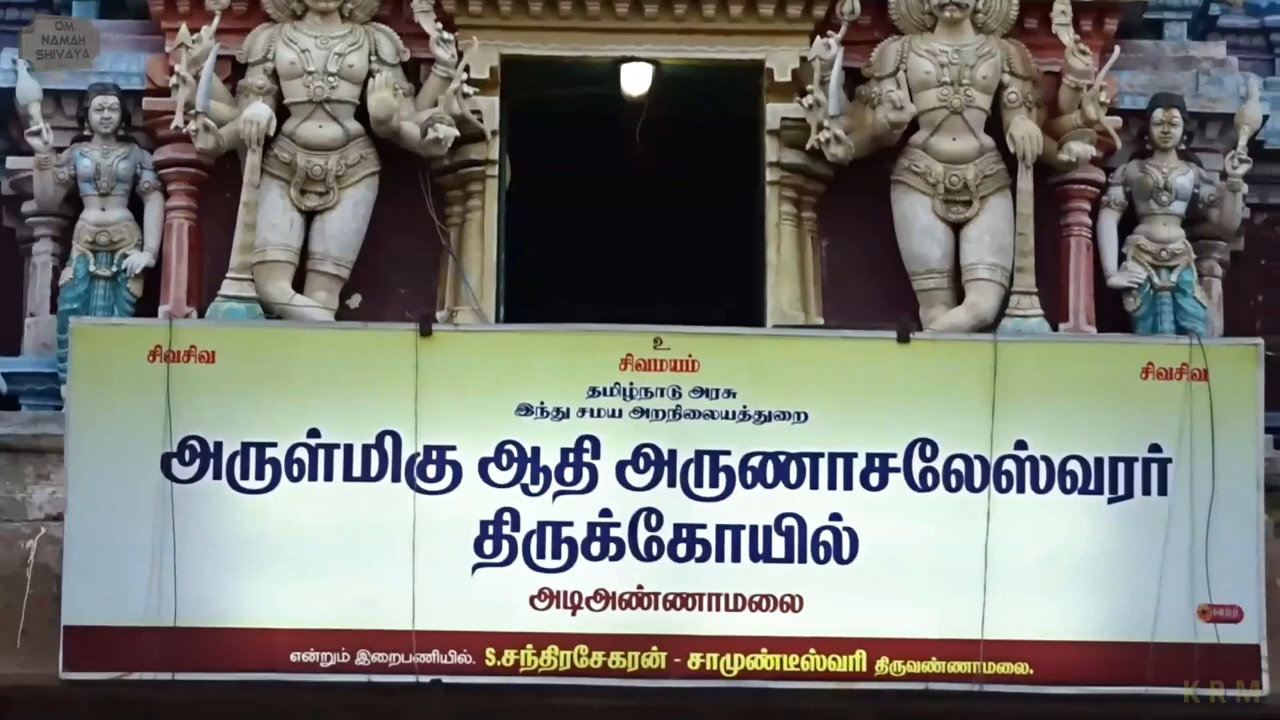 OM
NAMAH
SHIVAYA
உ
சிவசிவ
சிவமயம்
சிவசிவ
தமிழ்நாடு அரசு
இந்து சமய அறநிலையத்துறை
அருள்மிகு ஆதி அருணாசலேஸ்வரர்
திருக்கோயில்
அடிஅண்ணாமலை
என்றும் இறைபணியில். S.சந்திரசேகரன் - சாமுண்டீஸ்வரி திருவண்ணாமலை.
KRM